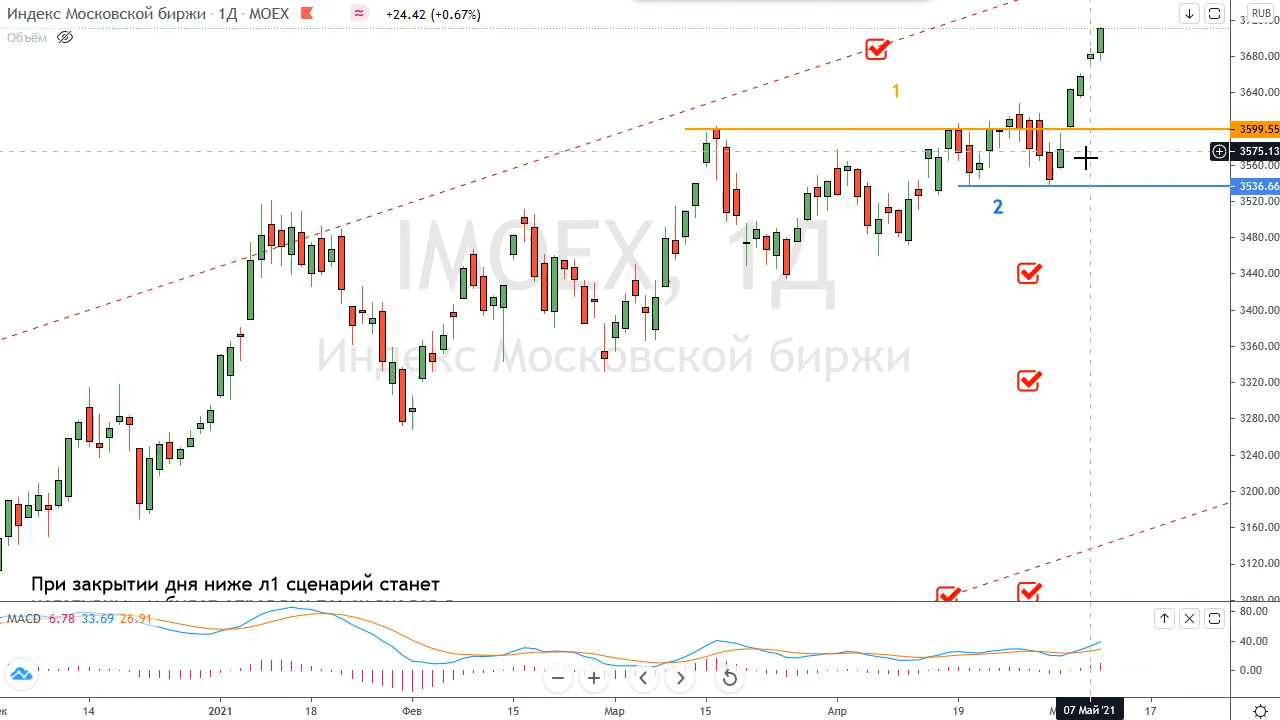 Индекс Московской биржи · 1Д · MOEX
+24.42 (+0.67%)
RUB
Объём
3680.00
1
3640.00
3599.55
3575.13
3560.00
3536.66
3520.00
2
IMOEX, 1Д
3480.00
3440.00
3400.00
Индекс Московской биржи
3360.00
3320.00
3280.00
3240.00
3200.00
3160.00
3120.00
При закрытии дня ниже л1 сценарий станет
3080.00
MACD 6.78 33.69 26.91
80.00
40.00
0.00
14
2021
18
Фев
15
Мар
15
Апр
19
07 Май '21
17